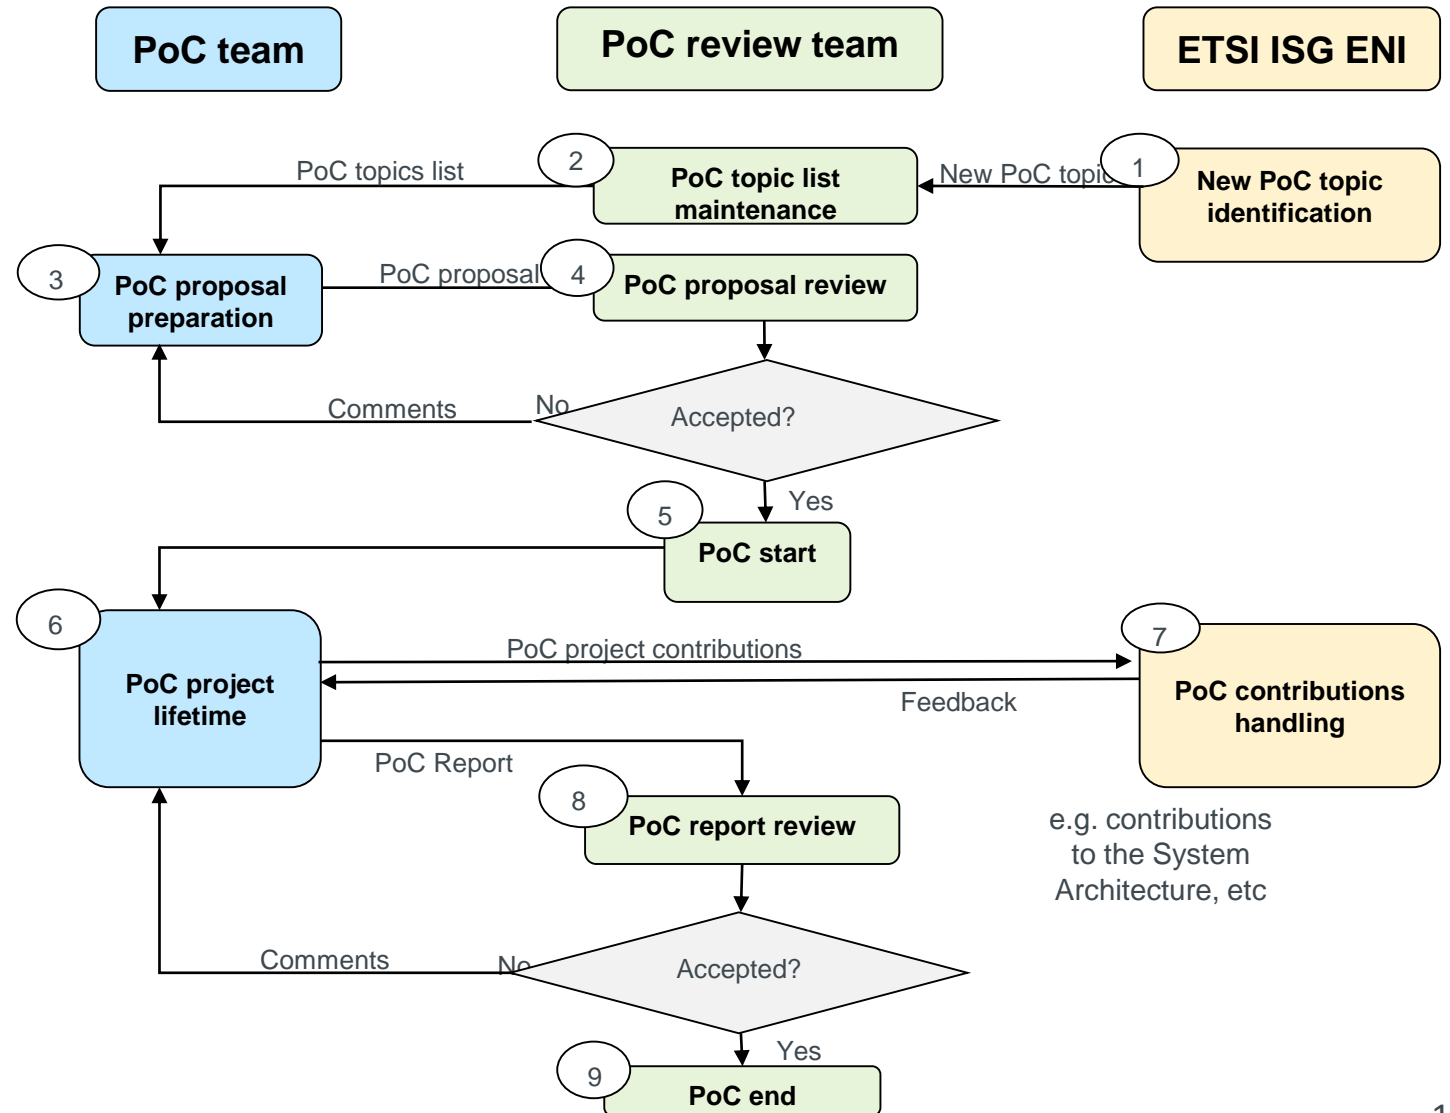 PoC team
PoC review team
ETSI ISG ENI
1
New PoC topic
identification
New PoC topic
2
PoC topic list
maintenance
PoC topics list
3
PoC proposal
preparation
PoC proposal
4
PoC proposal review
Accepted?
No
Comments
Yes
5
PoC start
6
PoC project
lifetime
PoC project contributions
7
PoC contributions
handling
Feedback
e.g. contributions
to the System
Architecture, etc
PoC Report
8
PoC report review
Accepted?
No
Comments
Yes
9
PoC end
1